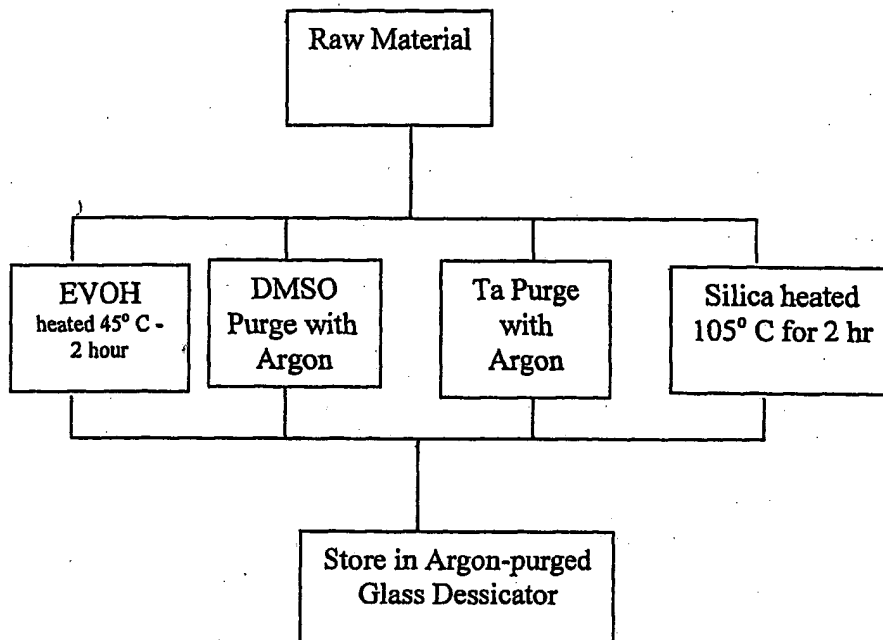 Raw Material
EVOH
heated 45° C -
2 hour
DMSO
Purge with
Argon
Ta Purge
with
Argon
Silica heated
105° C for 2 hr
Store in Argon-purged
Glass Dessicator